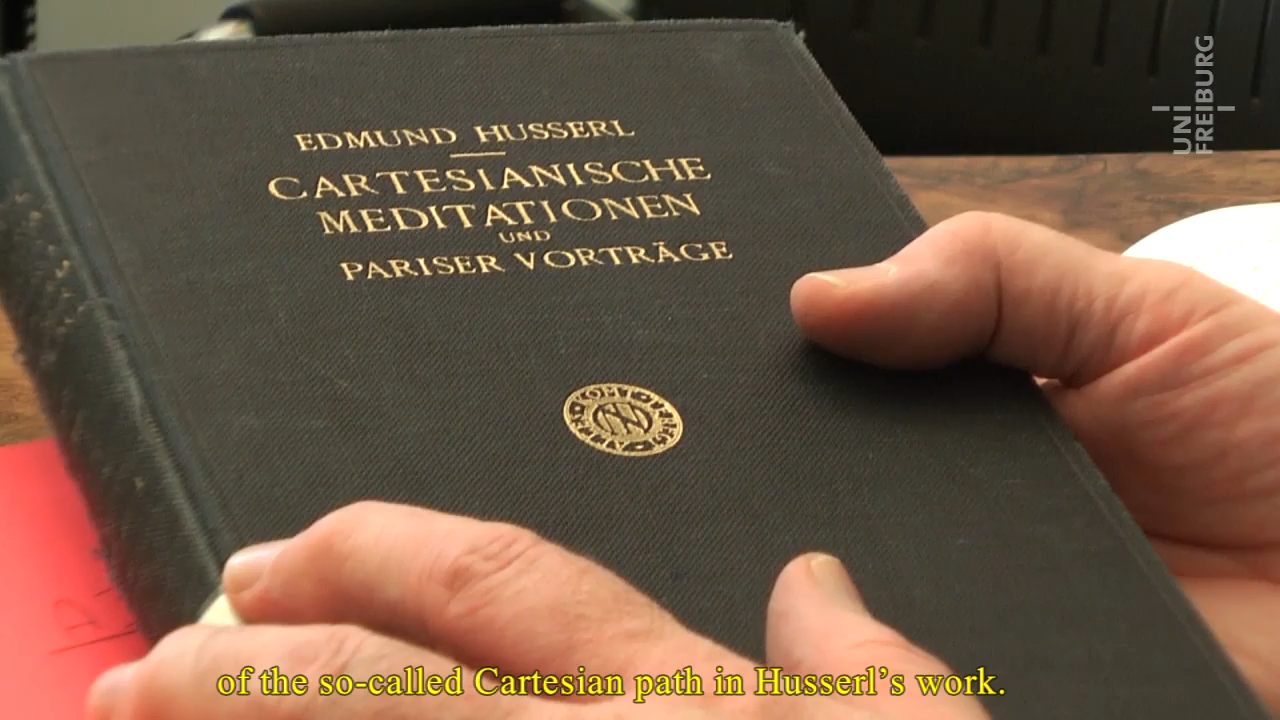 EDMUND HUSSERL
CARTESIANISCHE
MEDITATIONEN
UND
PARISER VORTRÄGE
UNI
FREIBURG
of the so-called Cartesian path in Husserl’s work.